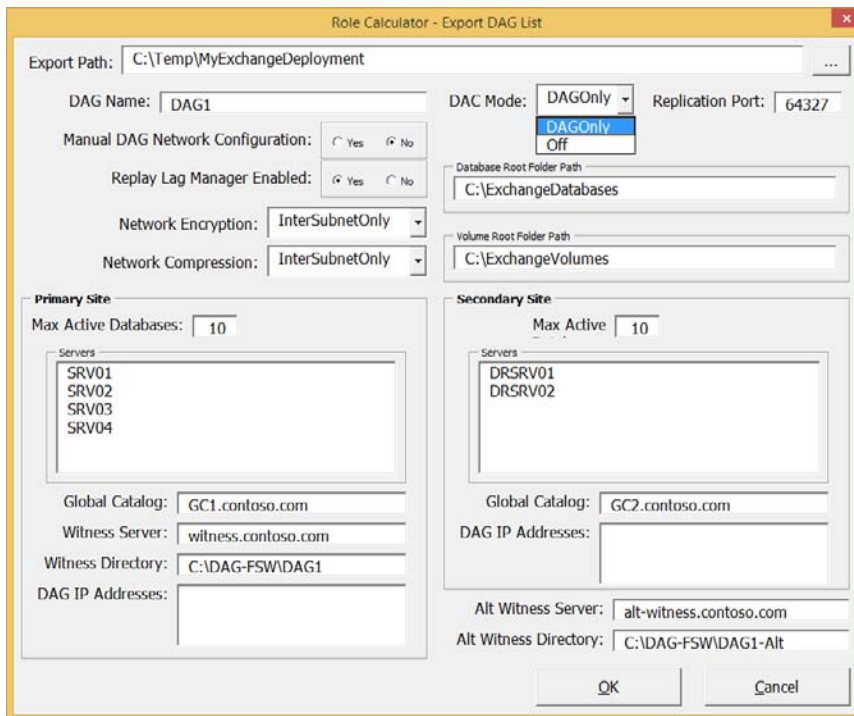 Role Calculator - Export DAG List
x
Export Path: C:\Temp\MyExchangeDeployment ...
DAG Name: DAG1
DAC Mode: DAGOnly Replication Port: 64327
DAGOnly
Off
Manual DAG Network Configuration: Yes No
Replay Lag Manager Enabled: Yes No
Network Encryption: InterSubnetOnly
Network Compression: InterSubnetOnly
Database Root Folder Path
C:\ExchangeDatabases
Volume Root Folder Path
C:\ExchangeVolumes
Primary Site
Max Active Databases: 10
Servers
SRV01
SRV02
SRV03
SRV04
Global Catalog: GC1.contoso.com
Witness Server: witness.contoso.com
Witness Directory: C:\DAG-FSW\DAG1
DAG IP Addresses:
Secondary Site
Max Active 10
Servers
DRSRV01
DRSRV02
Global Catalog: GC2.contoso.com
DAG IP Addresses:
Alt Witness Server: alt-witness.contoso.com
Alt Witness Directory: C:\DAG-FSW\DAG1-Alt
OK Cancel